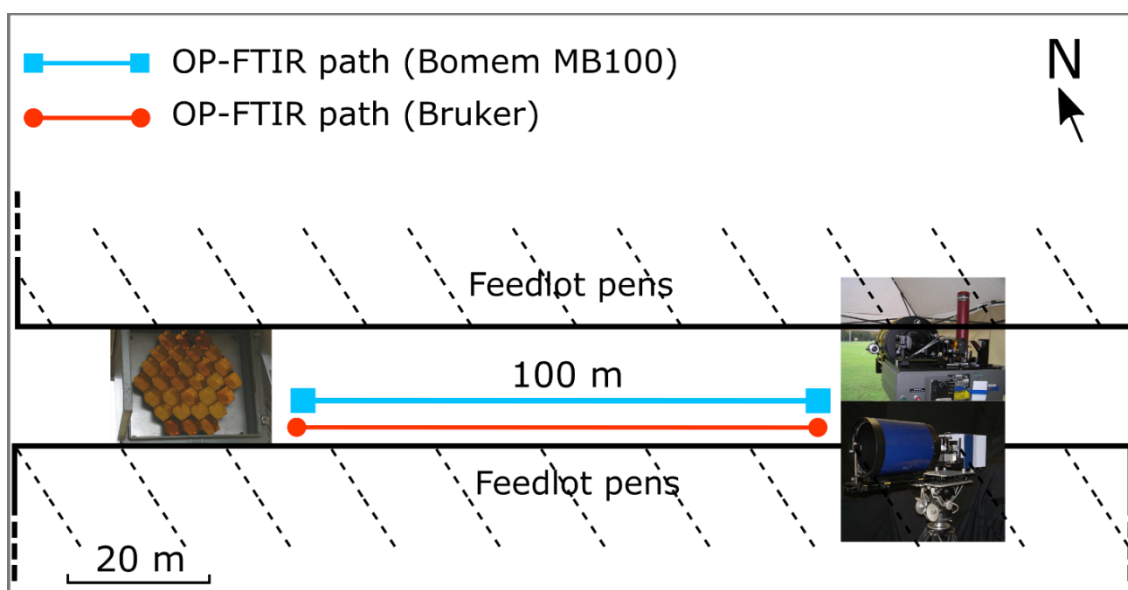 OP-FTIR path (Bomem MB100)
OP-FTIR path (Bruker)
N
Feedlot pens
100 m
Feedlot pens
20 m